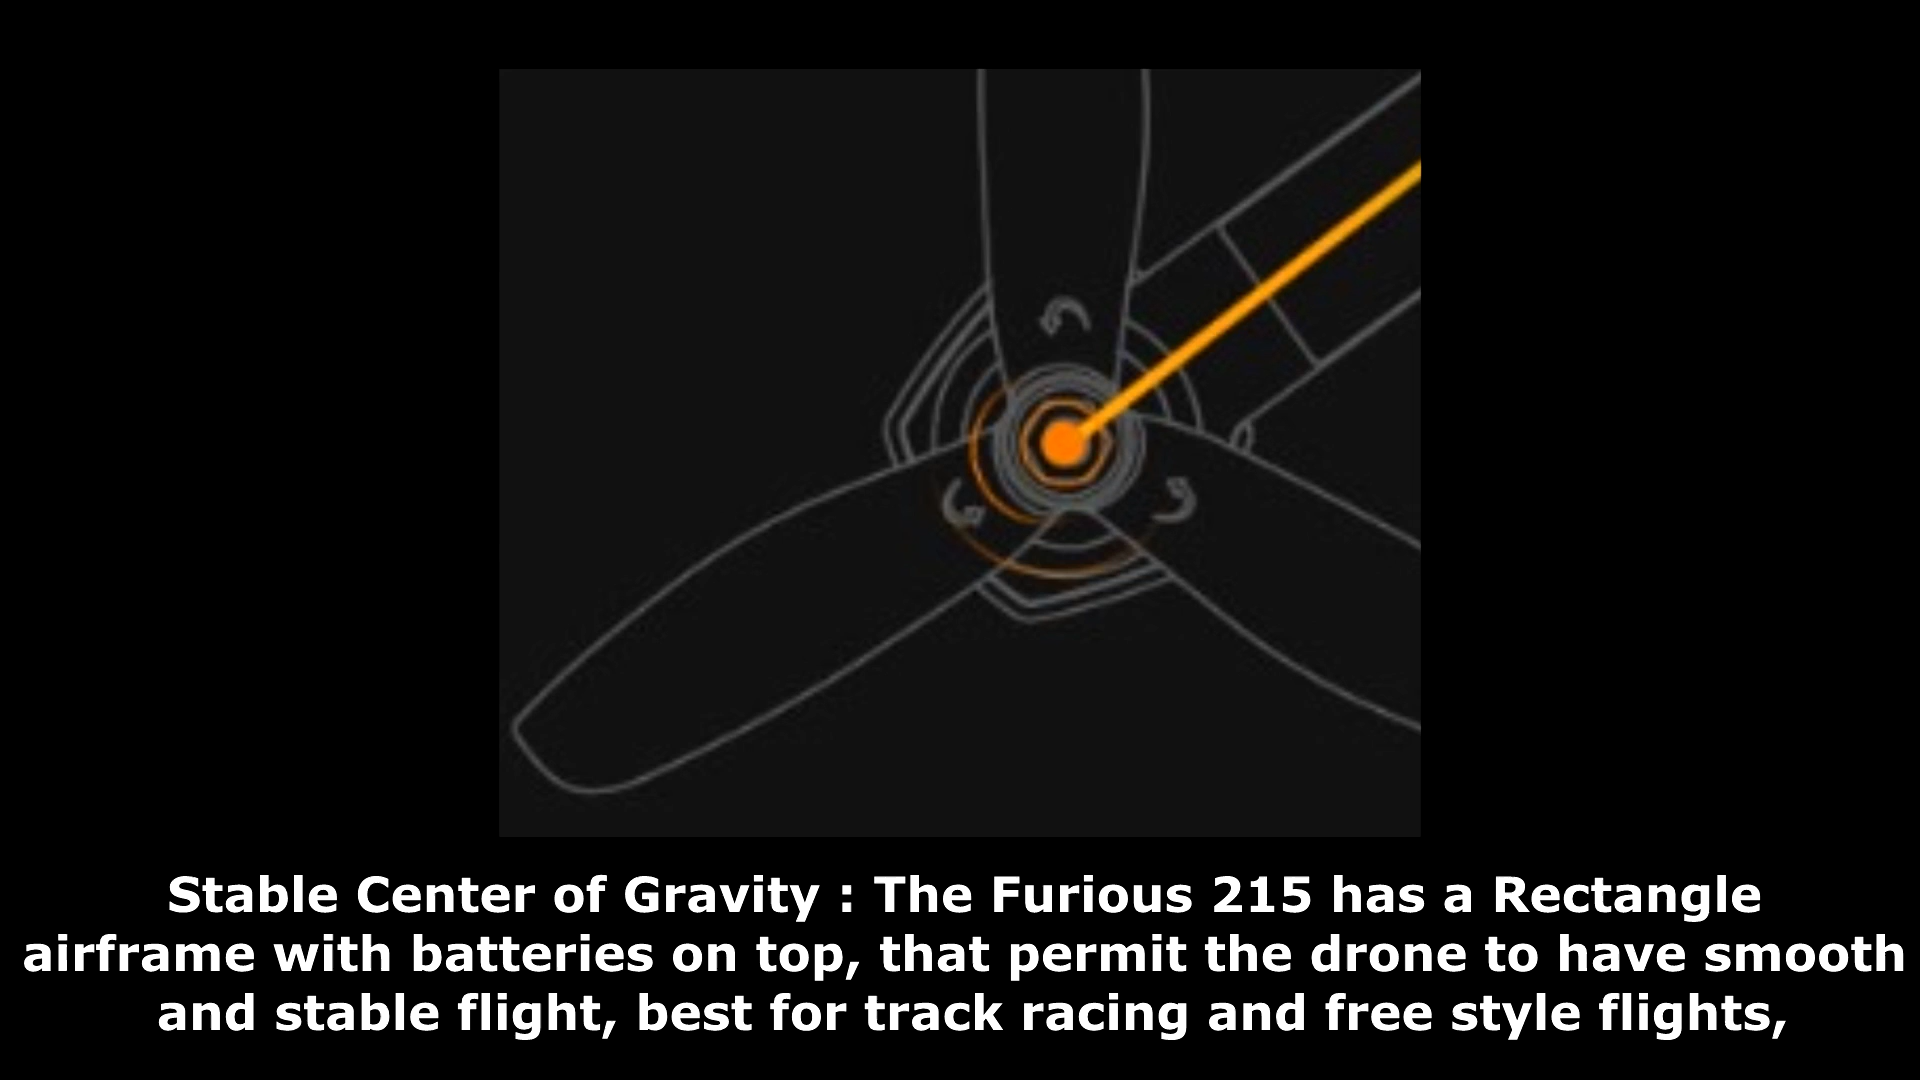 Stable Center of Gravity : The Furious 215 has a Rectangle
airframe with batteries on top, that permit the drone to have smooth
and stable flight, best for track racing and free style flights,